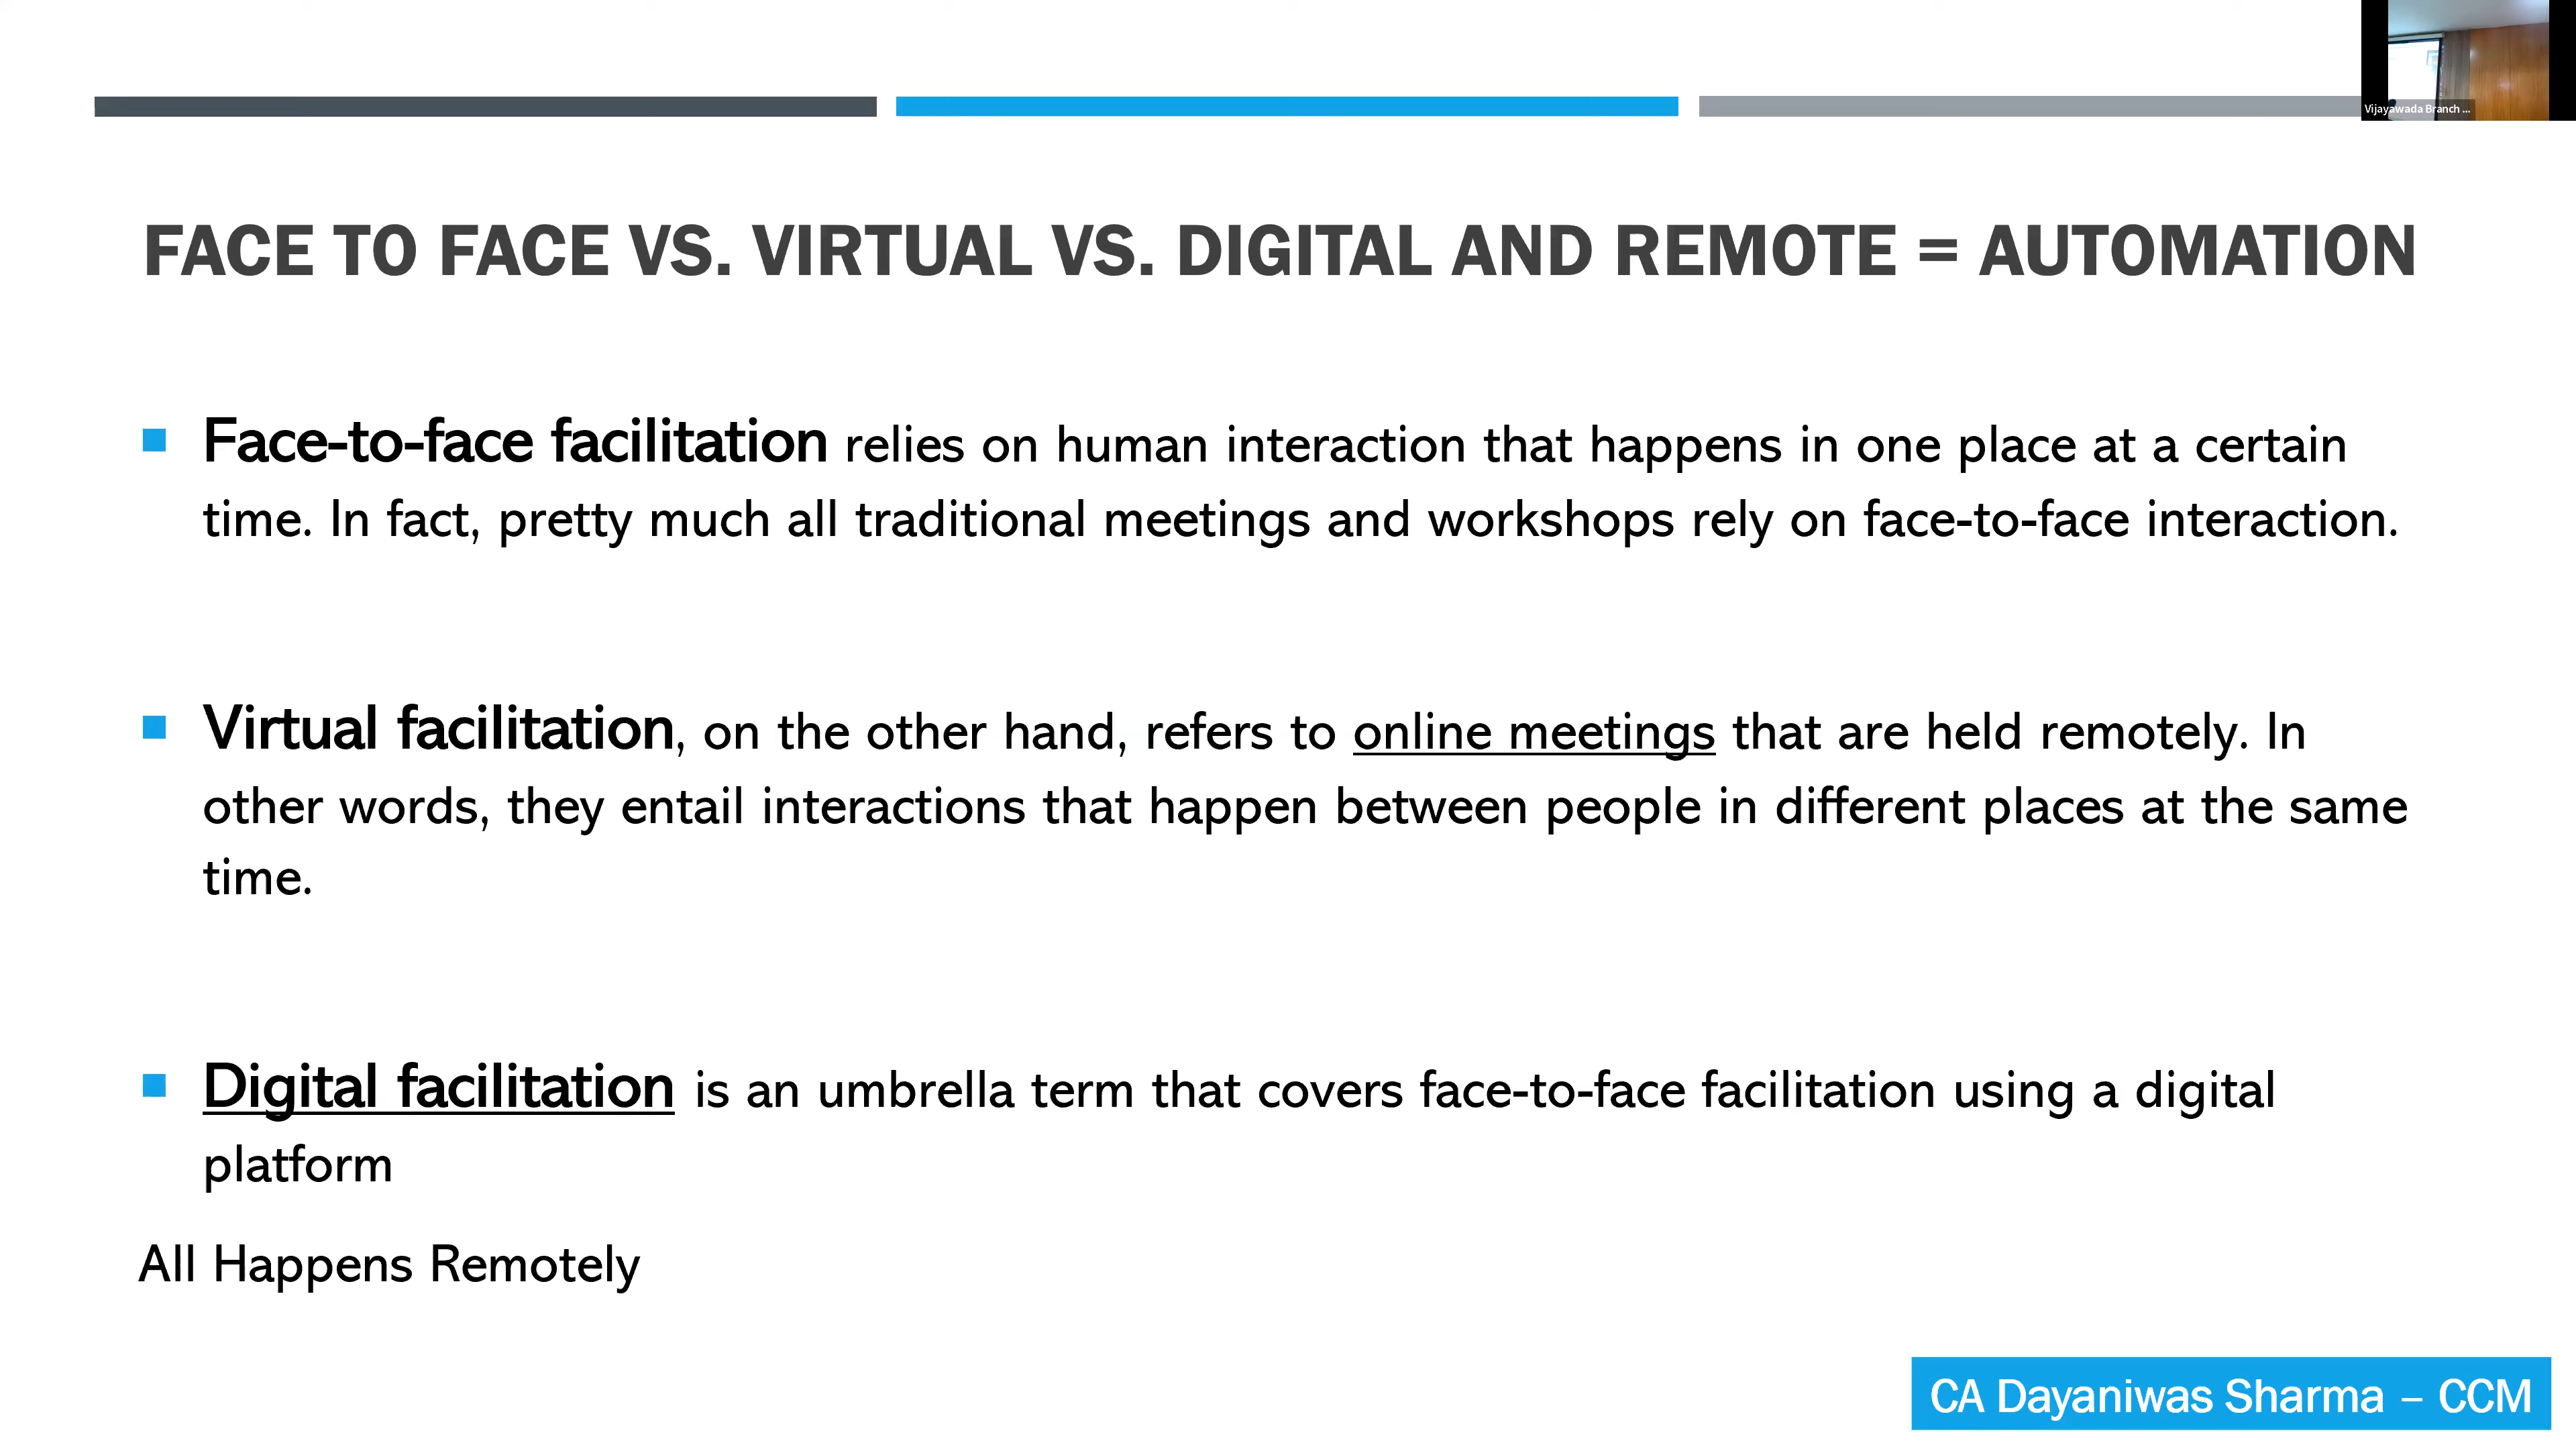 Vijayawada Branch ...
FACE TO FACE VS. VIRTUAL VS. DIGITAL AND REMOTE = AUTOMATION
Face-to-face facilitation relies on human interaction that happens in one place at a certain
time. In fact, pretty much all traditional meetings and workshops rely on face-to-face interaction.
Virtual facilitation, on the other hand, refers to online meetings that are held remotely. In
other words, they entail interactions that happen between people in different places at the same
time.
Digital facilitation is an umbrella term that covers face-to-face facilitation using a digital
platform
All Happens Remotely
CA Dayaniwas Sharma – CCM